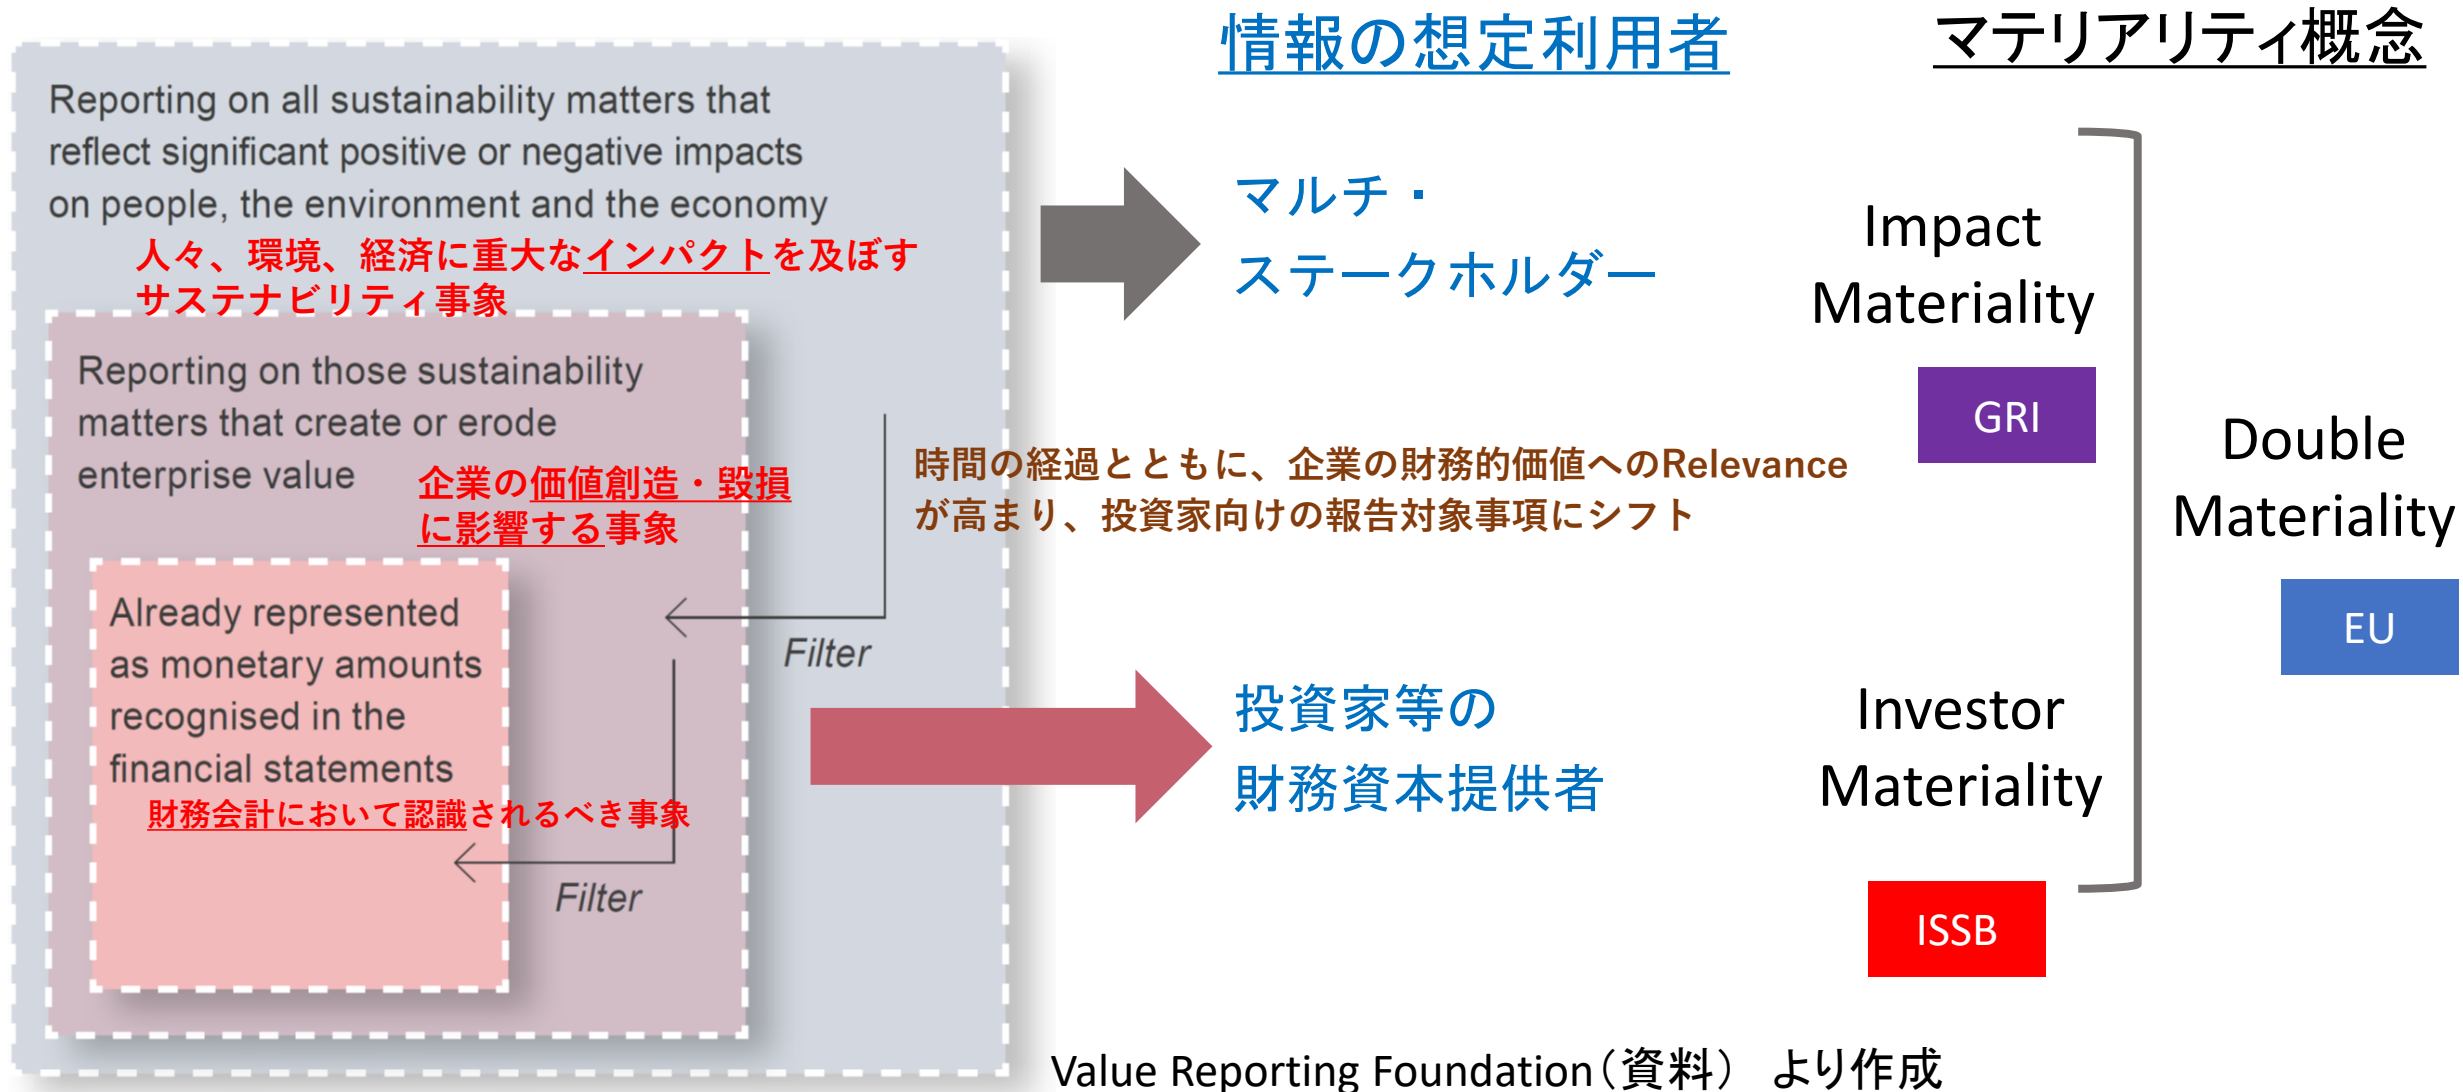 情報の想定利用者
マテリアリティ概念
Reporting on all sustainability matters that
reflect significant positive or negative impacts
on people, the environment and the economy
人々、環境、経済に重大なインパクトを及ぼす
サステナビリティ事象
マルチ・
ステークホルダー
Impact
Materiality
GRI
Reporting on those sustainability
matters that create or erode
enterprise value
企業の価値創造・毀損
に影響する事象
時間の経過とともに、企業の財務的価値へのRelevance
が高まり、投資家向けの報告対象事項にシフト
Double
Materiality
EU
Already represented
as monetary amounts
recognised in the
financial statements
財務会計において認識されるべき事象
Filter
Filter
投資家等の
財務資本提供者
Investor
Materiality
ISSB
Value Reporting Foundation（資料） より作成